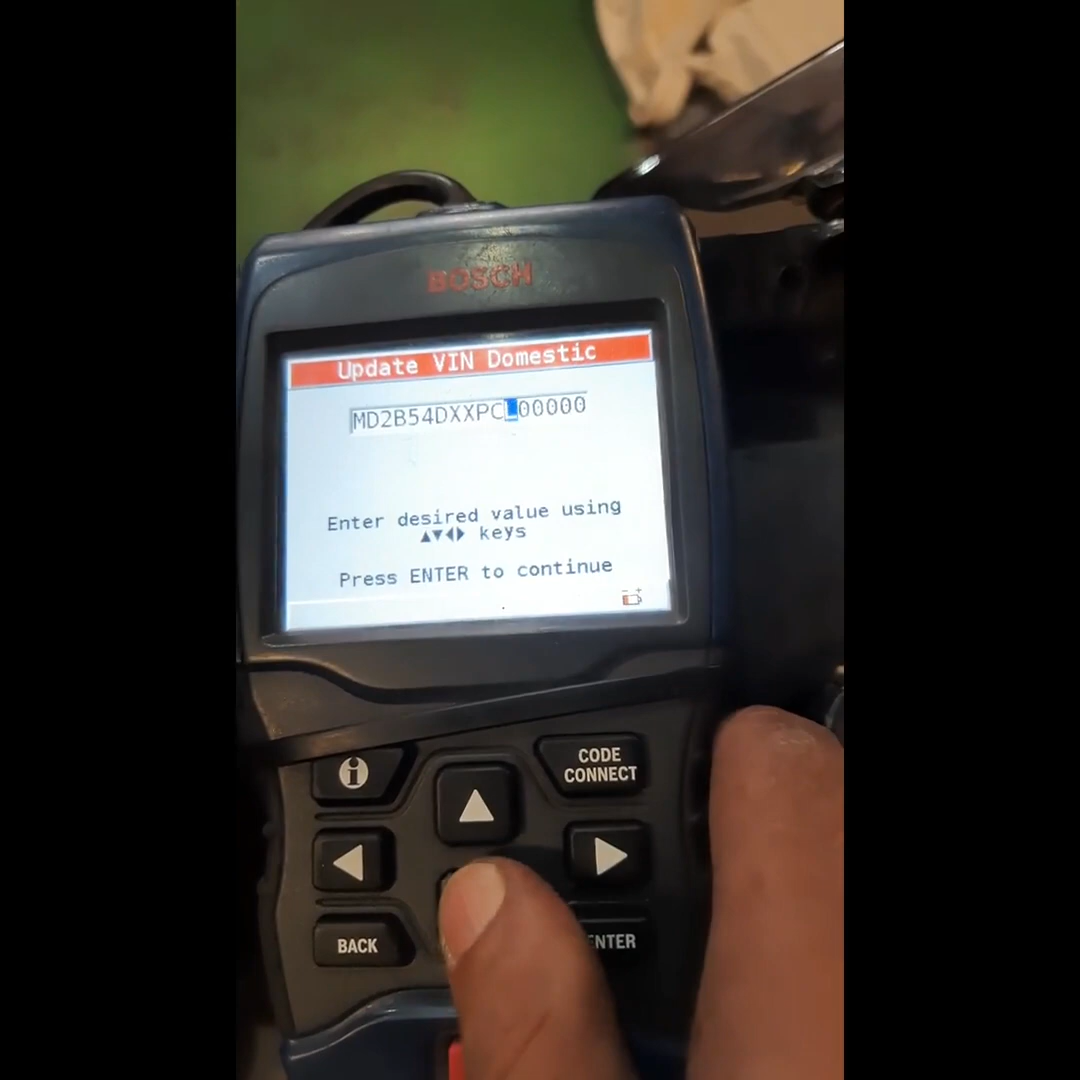 BOSCH
Update VIN Domestic
MD2B54DXXPCL00000
Enter desired value using
▲▼◀▶ keys
Press ENTER to continue
CODE
CONNECT
BACK
ENTER